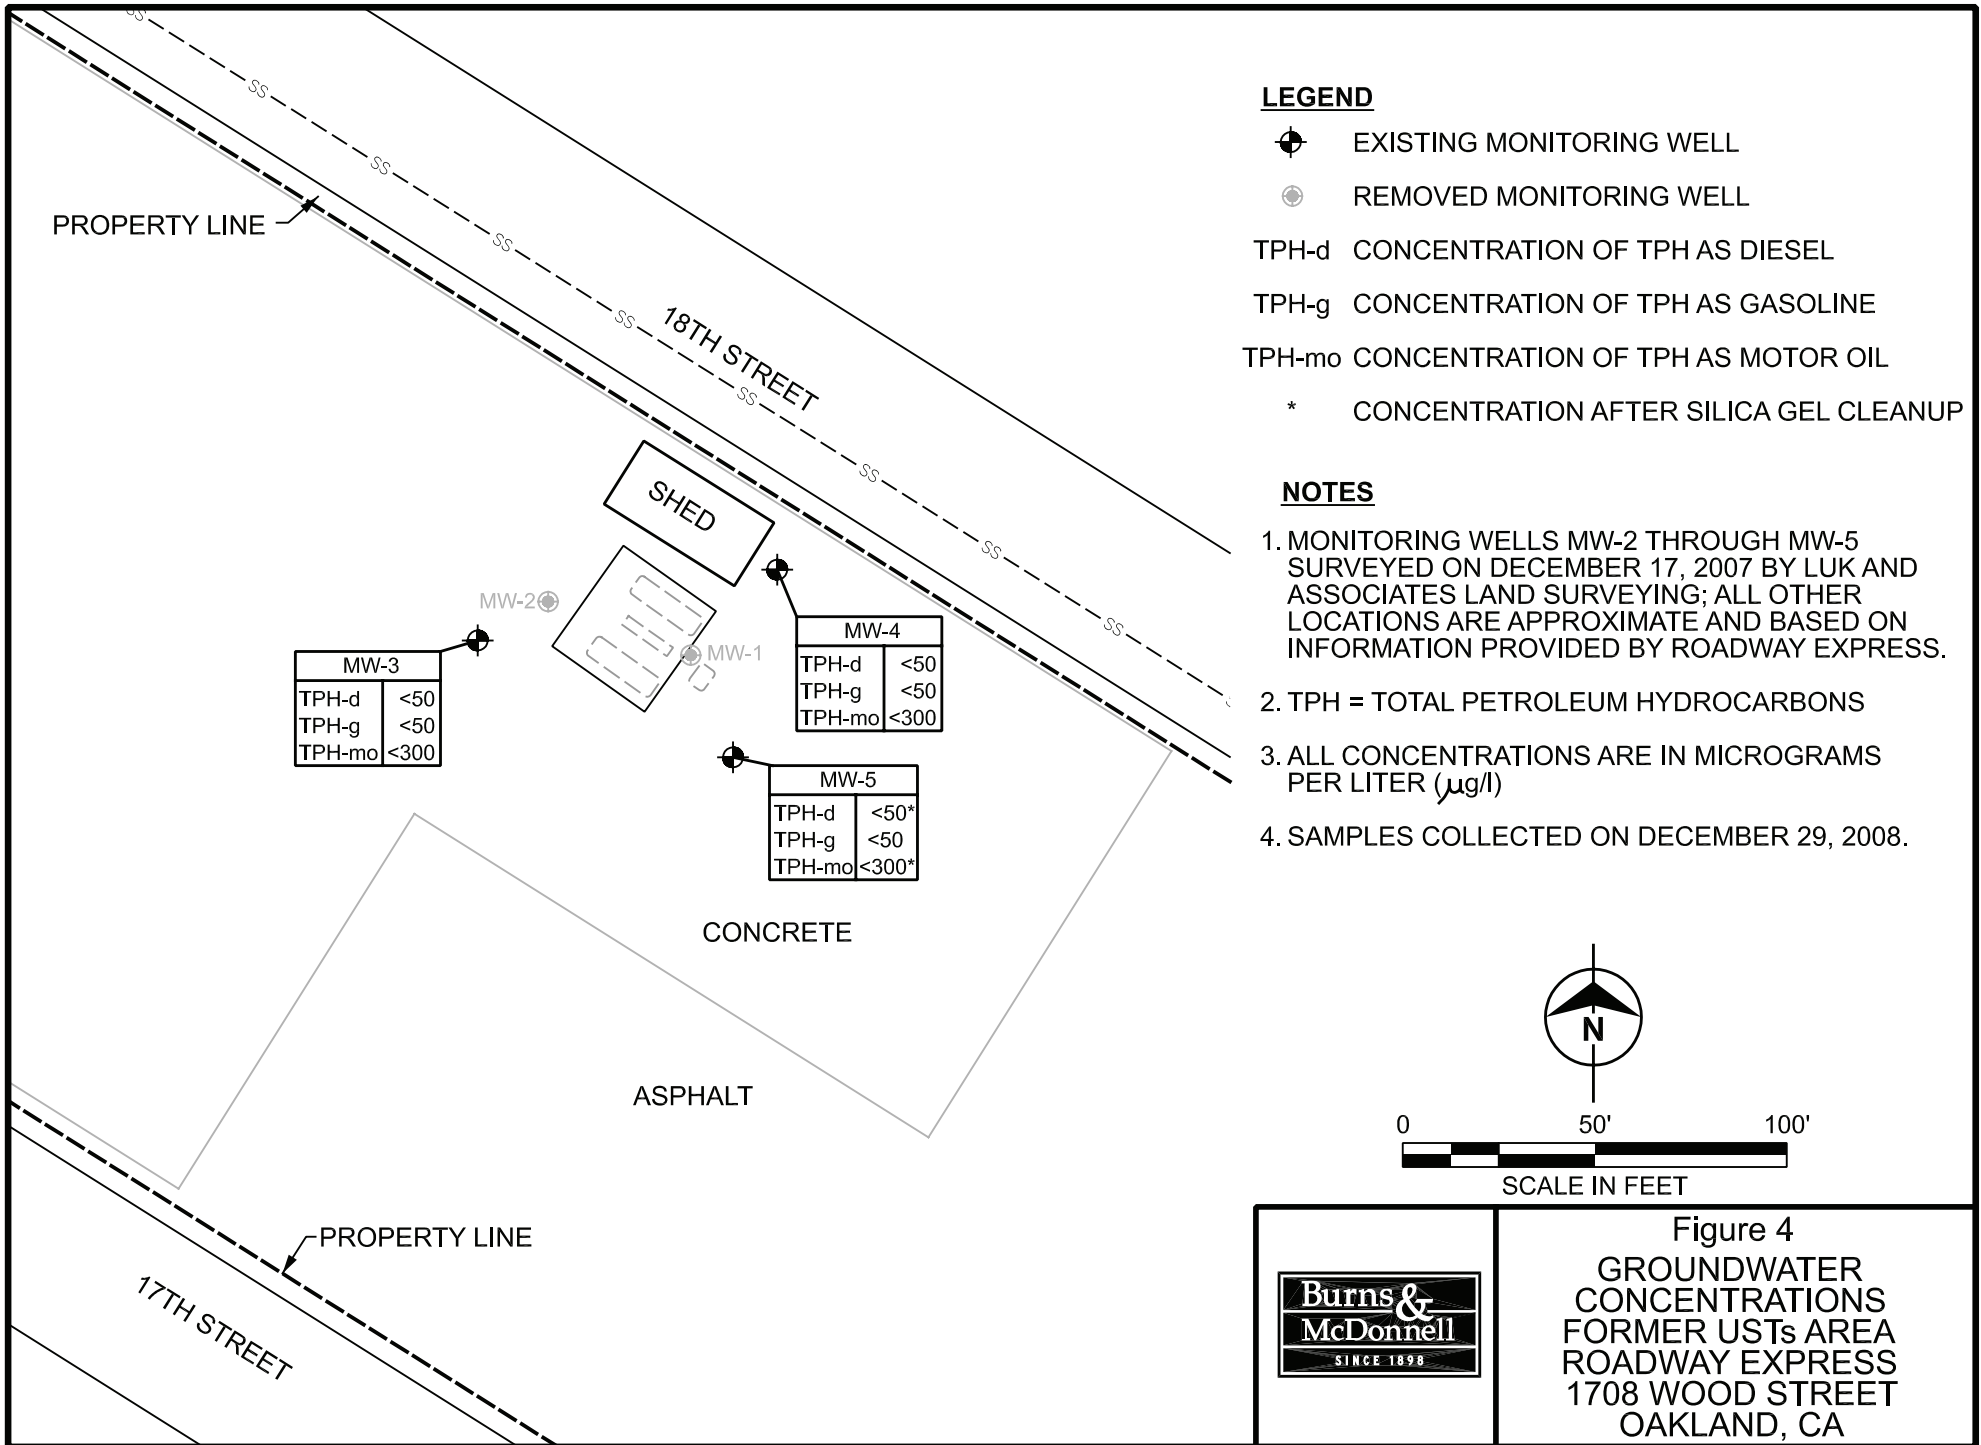 SS
SS
SS
SS
SS
SS
SS
SS
SS
PROPERTY LINE
18TH STREET
SHED
MW-2
MW-1
MW-3
TPH-d <50
TPH-g <50
TPH-mo <300
MW-4
TPH-d <50
TPH-g <50
TPH-mo <300
MW-5
TPH-d <50*
TPH-g <50
TPH-mo <300*
CONCRETE
ASPHALT
PROPERTY LINE
17TH STREET
LEGEND
EXISTING MONITORING WELL
REMOVED MONITORING WELL
TPH-d CONCENTRATION OF TPH AS DIESEL
TPH-g CONCENTRATION OF TPH AS GASOLINE
TPH-mo CONCENTRATION OF TPH AS MOTOR OIL
* CONCENTRATION AFTER SILICA GEL CLEANUP
NOTES
1. MONITORING WELLS MW-2 THROUGH MW-5
SURVEYED ON DECEMBER 17, 2007 BY LUK AND
ASSOCIATES LAND SURVEYING; ALL OTHER
LOCATIONS ARE APPROXIMATE AND BASED ON
INFORMATION PROVIDED BY ROADWAY EXPRESS.
2. TPH = TOTAL PETROLEUM HYDROCARBONS
3. ALL CONCENTRATIONS ARE IN MICROGRAMS
PER LITER (µg/l)
4. SAMPLES COLLECTED ON DECEMBER 29, 2008.
N
0 50' 100'
SCALE IN FEET
Burns &
McDonnell
SINCE 1898
Figure 4
GROUNDWATER
CONCENTRATIONS
FORMER USTs AREA
ROADWAY EXPRESS
1708 WOOD STREET
OAKLAND, CA